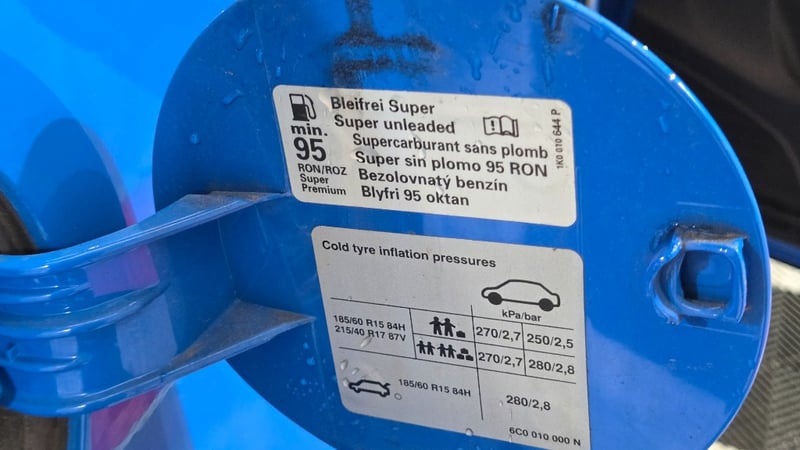 Bleifrei Super
Super unleaded
Supercarburant sans plomb
Super sin plomo 95 RON
Bezolovnatý benzín
Blyfri 95 oktan
min.
95
RON/ROZ
Super
Premium
1K0 010 644 P
Cold tyre inflation pressures
kPa/bar
185/60 R15 84H
215/40 R17 87V
270/2,7 250/2,5
270/2,7 280/2,8
185/60 R15 84H 280/2,8
6C0 010 000 N